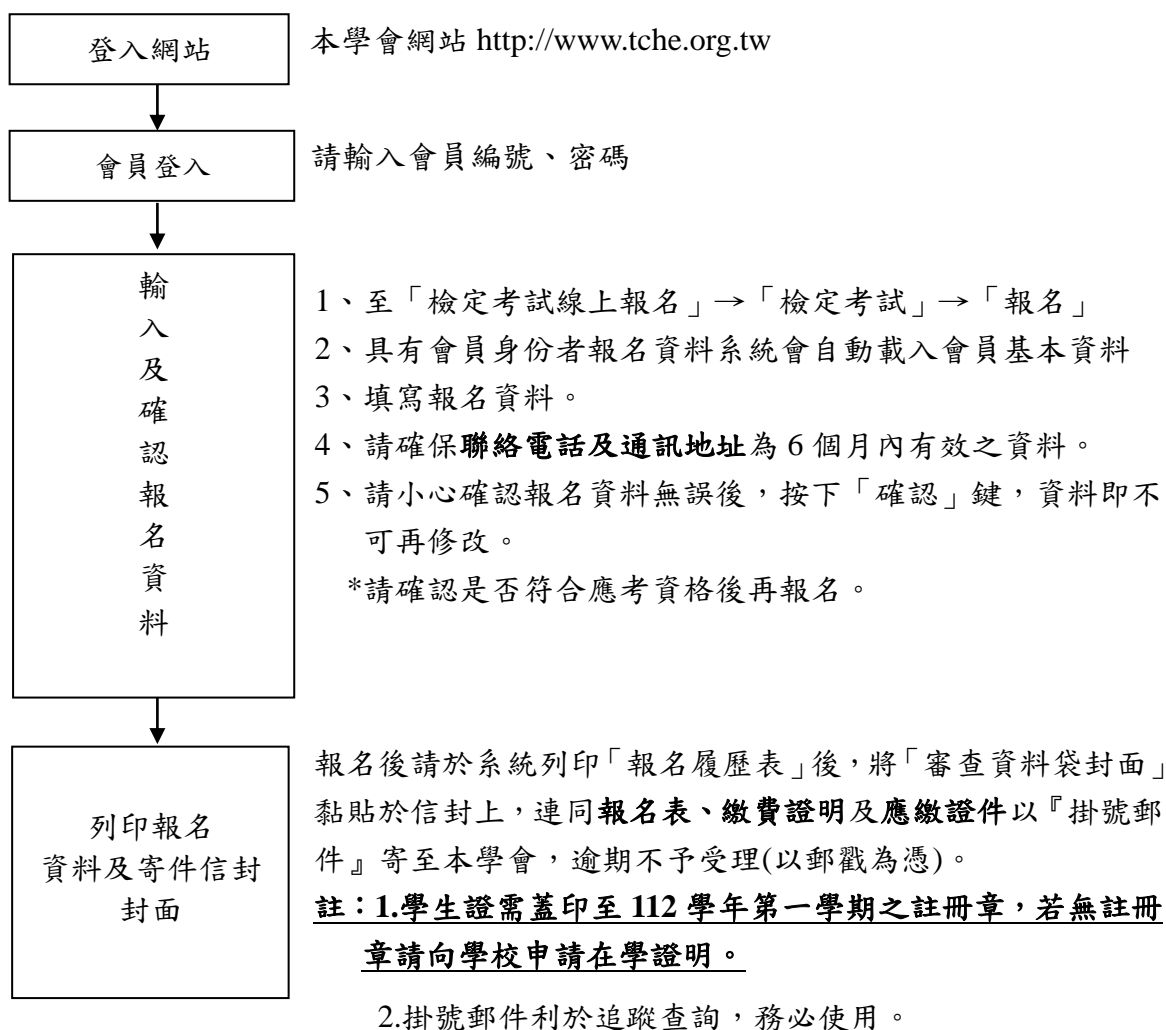 登入網站
本學會網站 http://www.tche.org.tw
會員登入
請輸入會員編號、密碼
輸入及確認報名資料
1、至「檢定考試線上報名」→「檢定考試」→「報名」
2、具有會員身份者報名資料系統會自動載入會員基本資料
3、填寫報名資料。
4、請確保聯絡電話及通訊地址為 6 個月內有效之資料。
5、請小心確認報名資料無誤後，按下「確認」鍵，資料即不
可再修改。
*請確認是否符合應考資格後再報名。
列印報名
資料及寄件信封
封面
報名後請於系統列印「報名履歷表」後，將「審查資料袋封面」
黏貼於信封上，連同報名表、繳費證明及應繳證件以『掛號郵
件』寄至本學會，逾期不予受理(以郵戳為憑)。
註：1.學生證需蓋印至 112 學年第一學期之註冊章，若無註冊
章請向學校申請在學證明。
2.掛號郵件利於追蹤查詢，務必使用。